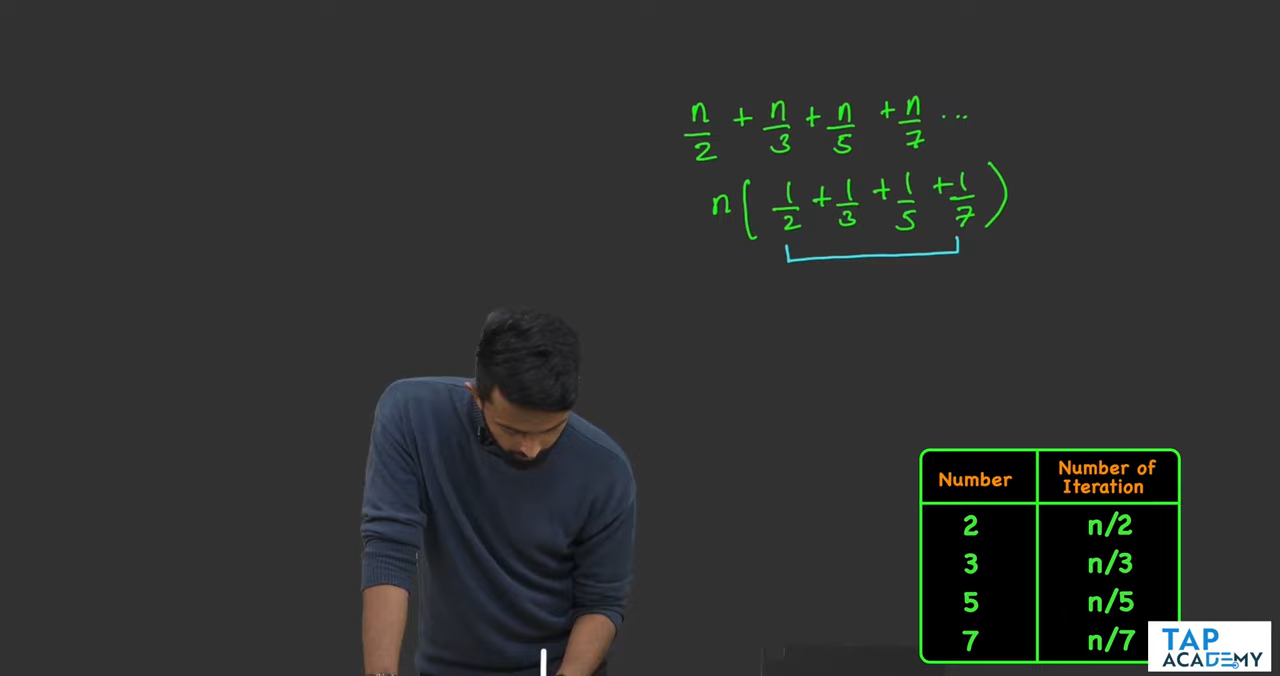 n/2 + n/3 + n/5 + n/7 ...
n( 1/2 + 1/3 + 1/5 + 1/7 )
Number Number of Iteration
2 n/2
3 n/3
5 n/5
7 n/7
TAP
ACADEMY